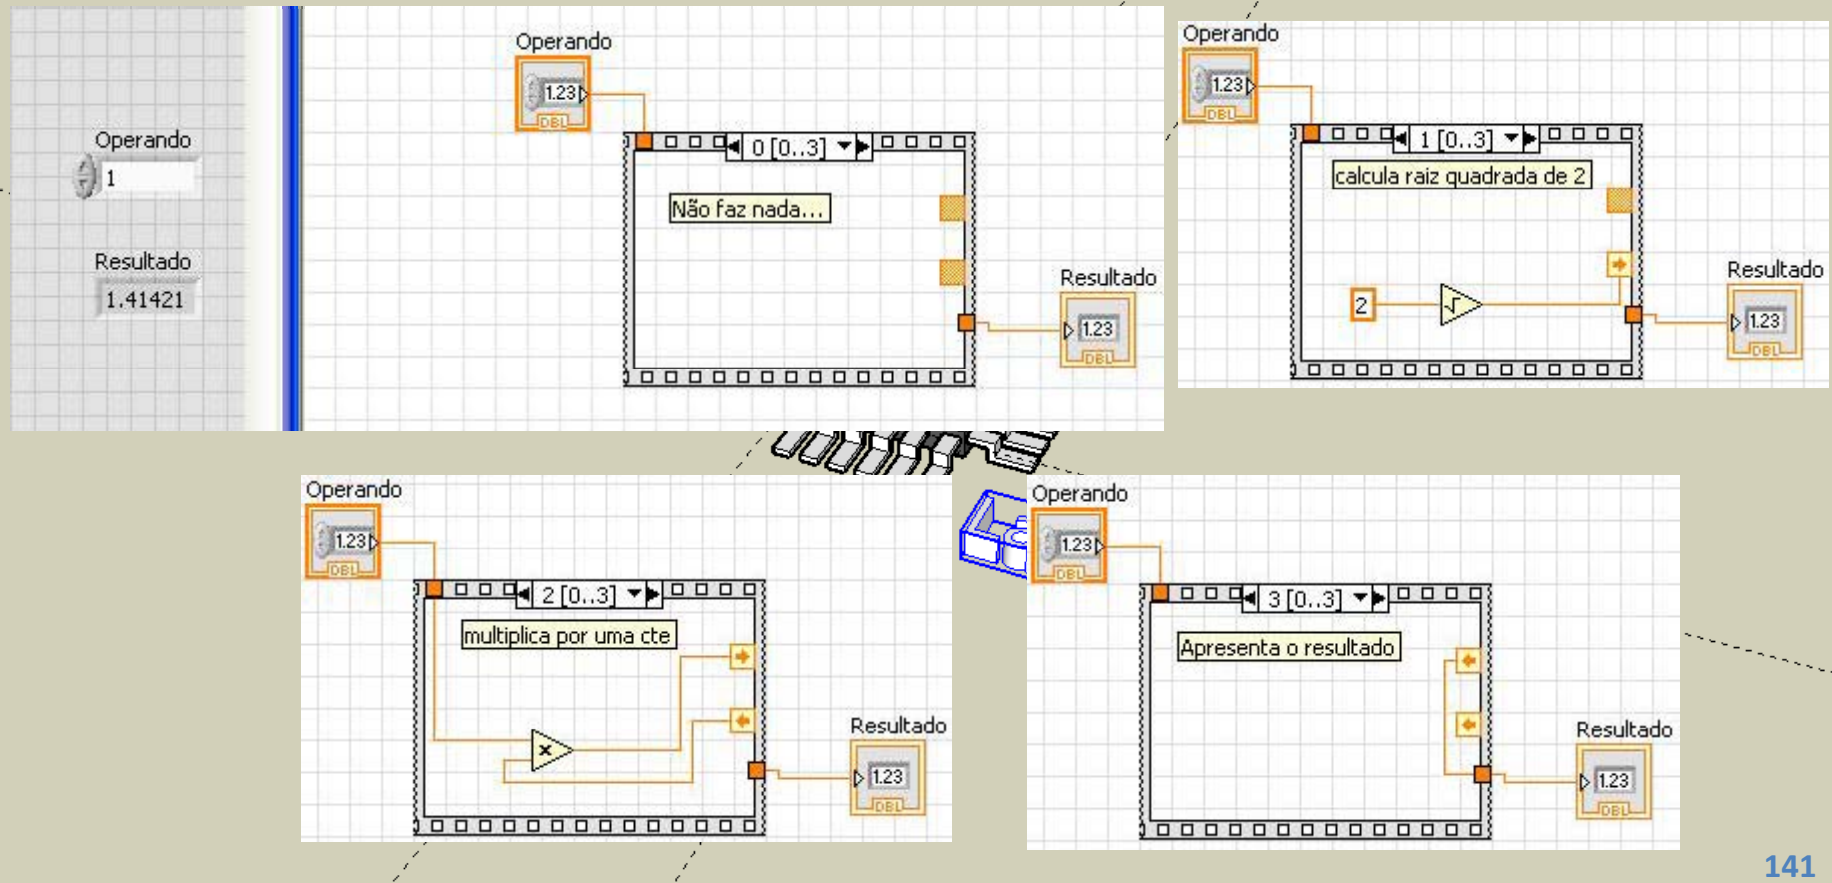 Operando
1
Resultado
1.41421
Operando
1.23
DBL
0 [0..3]
Não faz nada...
Resultado
1.23
DBL
Operando
1.23
DBL
1 [0..3]
calcula raiz quadrada de 2
2
√
Resultado
1.23
DBL
Operando
1.23
DBL
2 [0..3]
multiplica por uma cte
x
Resultado
1.23
DBL
Operando
1.23
DBL
3 [0..3]
Apresenta o resultado
Resultado
1.23
DBL
141